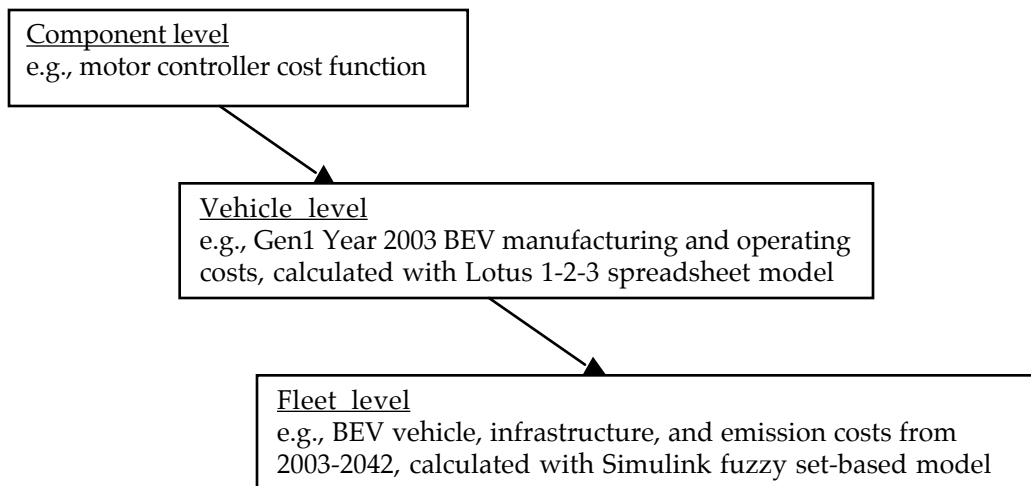 Component level
e.g., motor controller cost function
Vehicle level
e.g., Gen1 Year 2003 BEV manufacturing and operating
costs, calculated with Lotus 1-2-3 spreadsheet model
Fleet level
e.g., BEV vehicle, infrastructure, and emission costs from
2003-2042, calculated with Simulink fuzzy set-based model